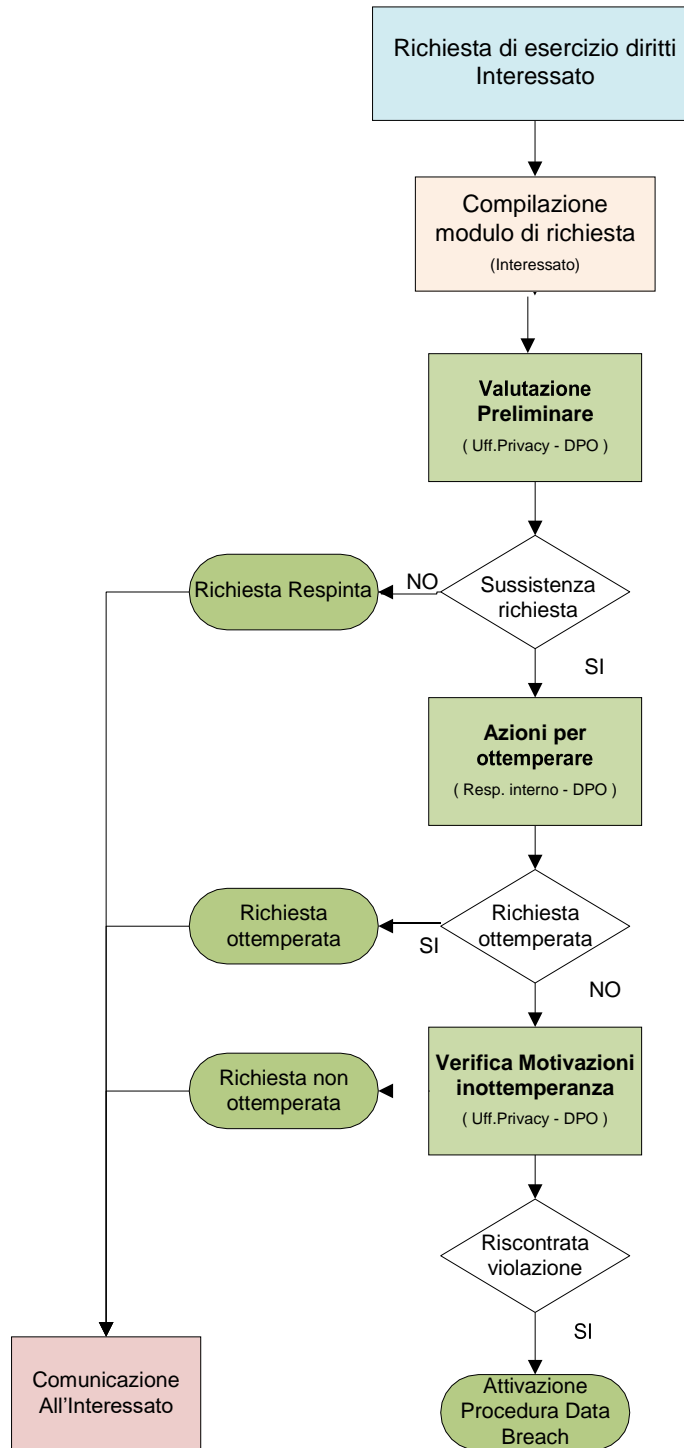 Richiesta di esercizio diritti
Interessato
Compilazione
modulo di richiesta
(Interessato)
Valutazione
Preliminare
( Uff.Privacy - DPO )
Richiesta Respinta
NO
Sussistenza
richiesta
SI
Azioni per
ottemperare
( Resp. interno - DPO )
Richiesta
ottemperata
SI
Richiesta
ottemperata
NO
Richiesta non
ottemperata
Verifica Motivazioni
inottemperanza
( Uff.Privacy - DPO )
Riscontrata
violazione
SI
Comunicazione
All'Interessato
Attivazione
Procedura Data
Breach